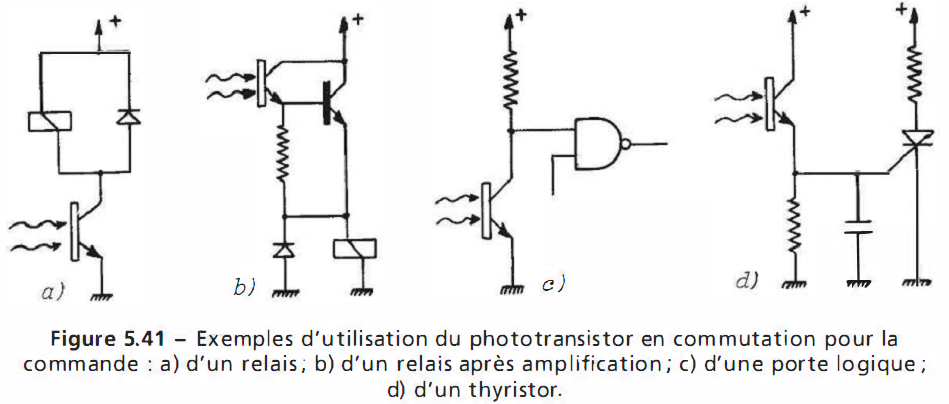 + + + + +
a) b) c) d)
Figure 5.41 – Exemples d'utilisation du phototransistor en commutation pour la
commande : a) d'un relais; b) d'un relais après amplification; c) d'une porte logique;
d) d'un thyristor.